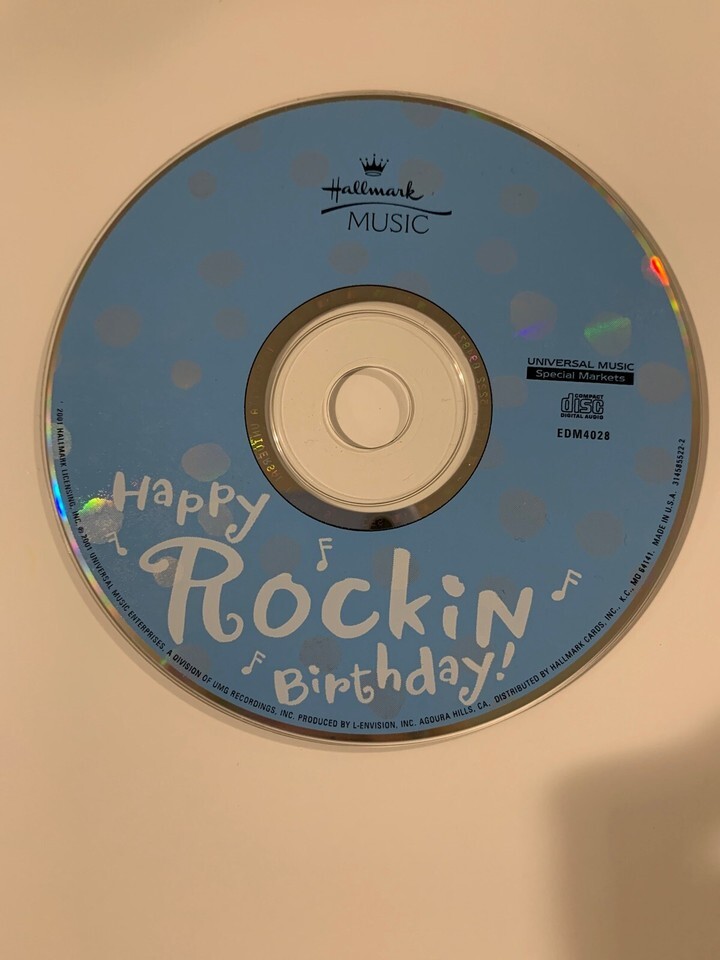 Hallmark
MUSIC
UNIVERSAL MUSIC
Special Markets
COMPACT
disc
DIGITAL AUDIO
EDM4028
Happy
Rockin
Birthday!
2001 HALLMARK LICENSING, INC. ℗ 2001 UNIVERSAL MUSIC ENTERPRISES, A DIVISION OF UMG RECORDINGS, INC. PRODUCED BY L-ENVISION, INC. AGOURA HILLS, CA. DISTRIBUTED BY HALLMARK CARDS, INC., K.C., MO 64141. MADE IN U.S.A. 314585522-2